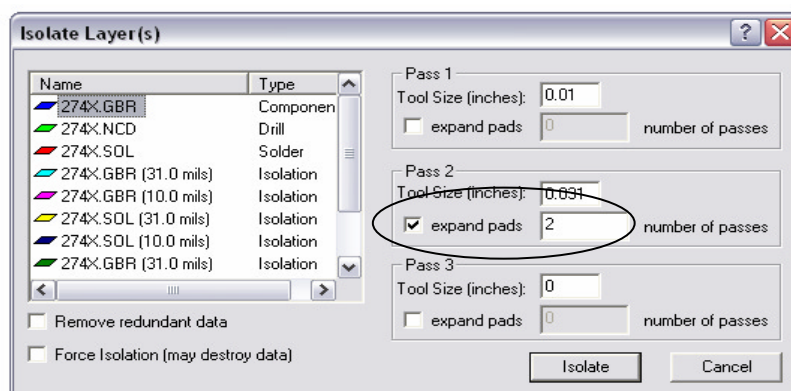 Isolate Layer(s)
Name Type
274X.GBR Componen
274X.NCD Drill
274X.SOL Solder
274X.GBR (31.0 mils) Isolation
274X.GBR (10.0 mils) Isolation
274X.SOL (31.0 mils) Isolation
274X.SOL (10.0 mils) Isolation
274X.GBR (31.0 mils) Isolation
Remove redundant data
Force Isolation (may destroy data)
Pass 1
Tool Size (inches): 0.01
expand pads 0 number of passes
Pass 2
Tool Size (inches): 0.031
expand pads 2 number of passes
Pass 3
Tool Size (inches): 0
expand pads 0 number of passes
Isolate Cancel